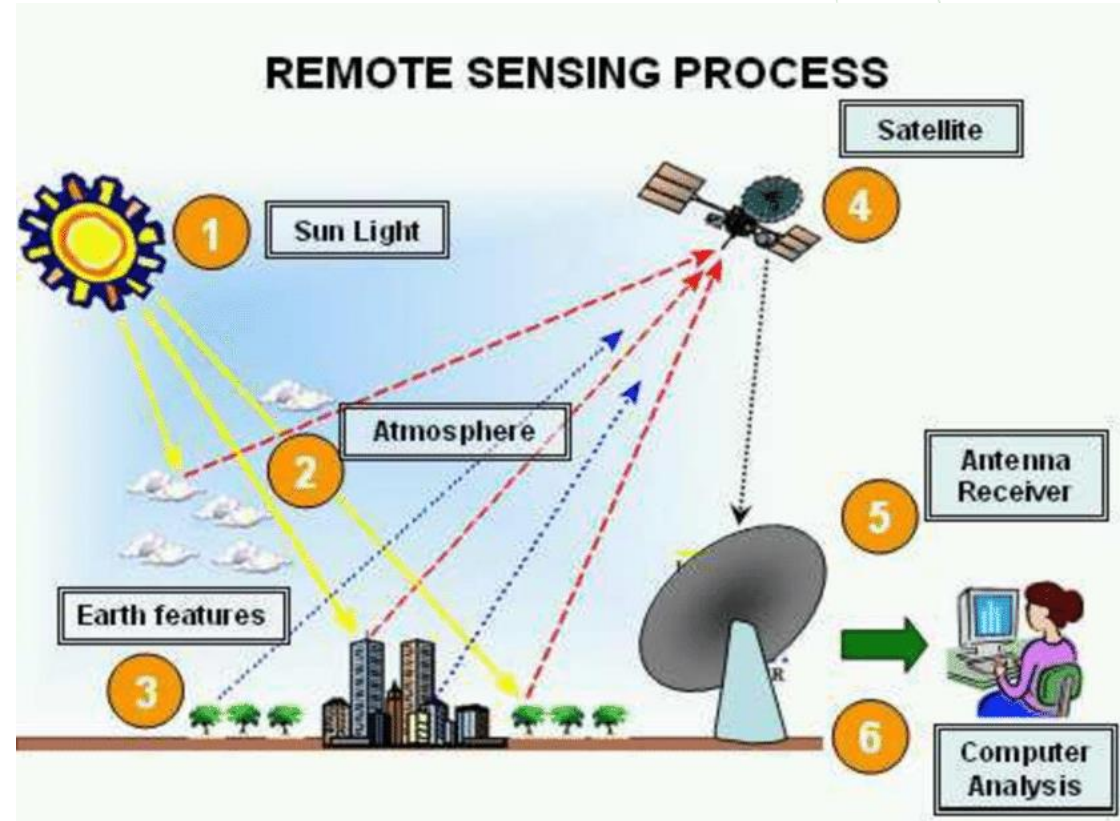 REMOTE SENSING PROCESS
Satellite
4
1
Sun Light
2
Atmosphere
Antenna
Receiver
5
Earth features
3
R
6
Computer
Analysis